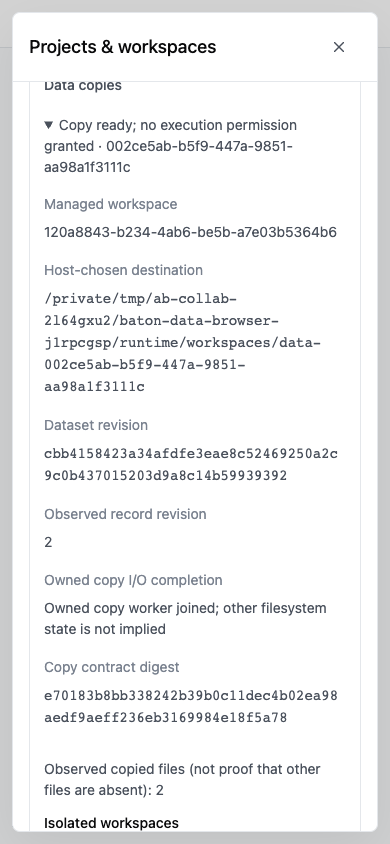 Projects & workspaces
Data copies
▼ Copy ready; no execution permission
granted · 002ce5ab-b5f9-447a-9851-
aa98a1f3111c
Managed workspace
120a8843-b234-4ab6-be5b-a7e03b5364b6
Host-chosen destination
/private/tmp/ab-collab-
2l64gxu2/baton-data-browser-
j1rpcgsp/runtime/workspaces/data-
002ce5ab-b5f9-447a-9851-
aa98a1f3111c
Dataset revision
cbb4158423a34afdfe3eae8c52469250a2c
9c0b437015203d9a8c14b59939392
Observed record revision
2
Owned copy I/O completion
Owned copy worker joined; other filesystem
state is not implied
Copy contract digest
e70183b8bb338242b39b0c11dec4b02ea98
aedf9aeff236eb3169984e18f5a78
Observed copied files (not proof that other
files are absent): 2
Isolated workspaces